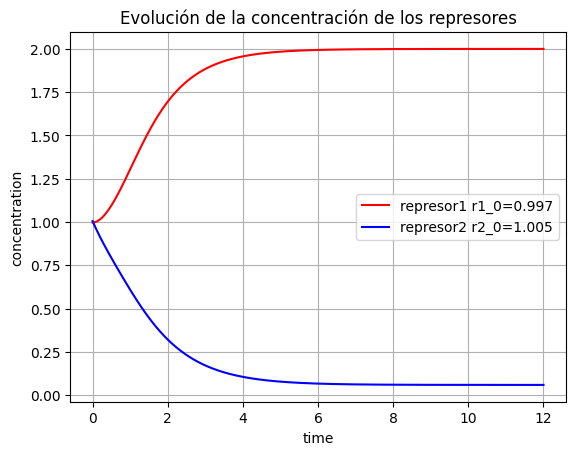 Evolución de la concentración de los represores
concentration
2.00
1.75
1.50
1.25
1.00
0.75
0.50
0.25
0.00
represor1 r1_0=0.997
represor2 r2_0=1.005
0 2 4 6 8 10 12
time